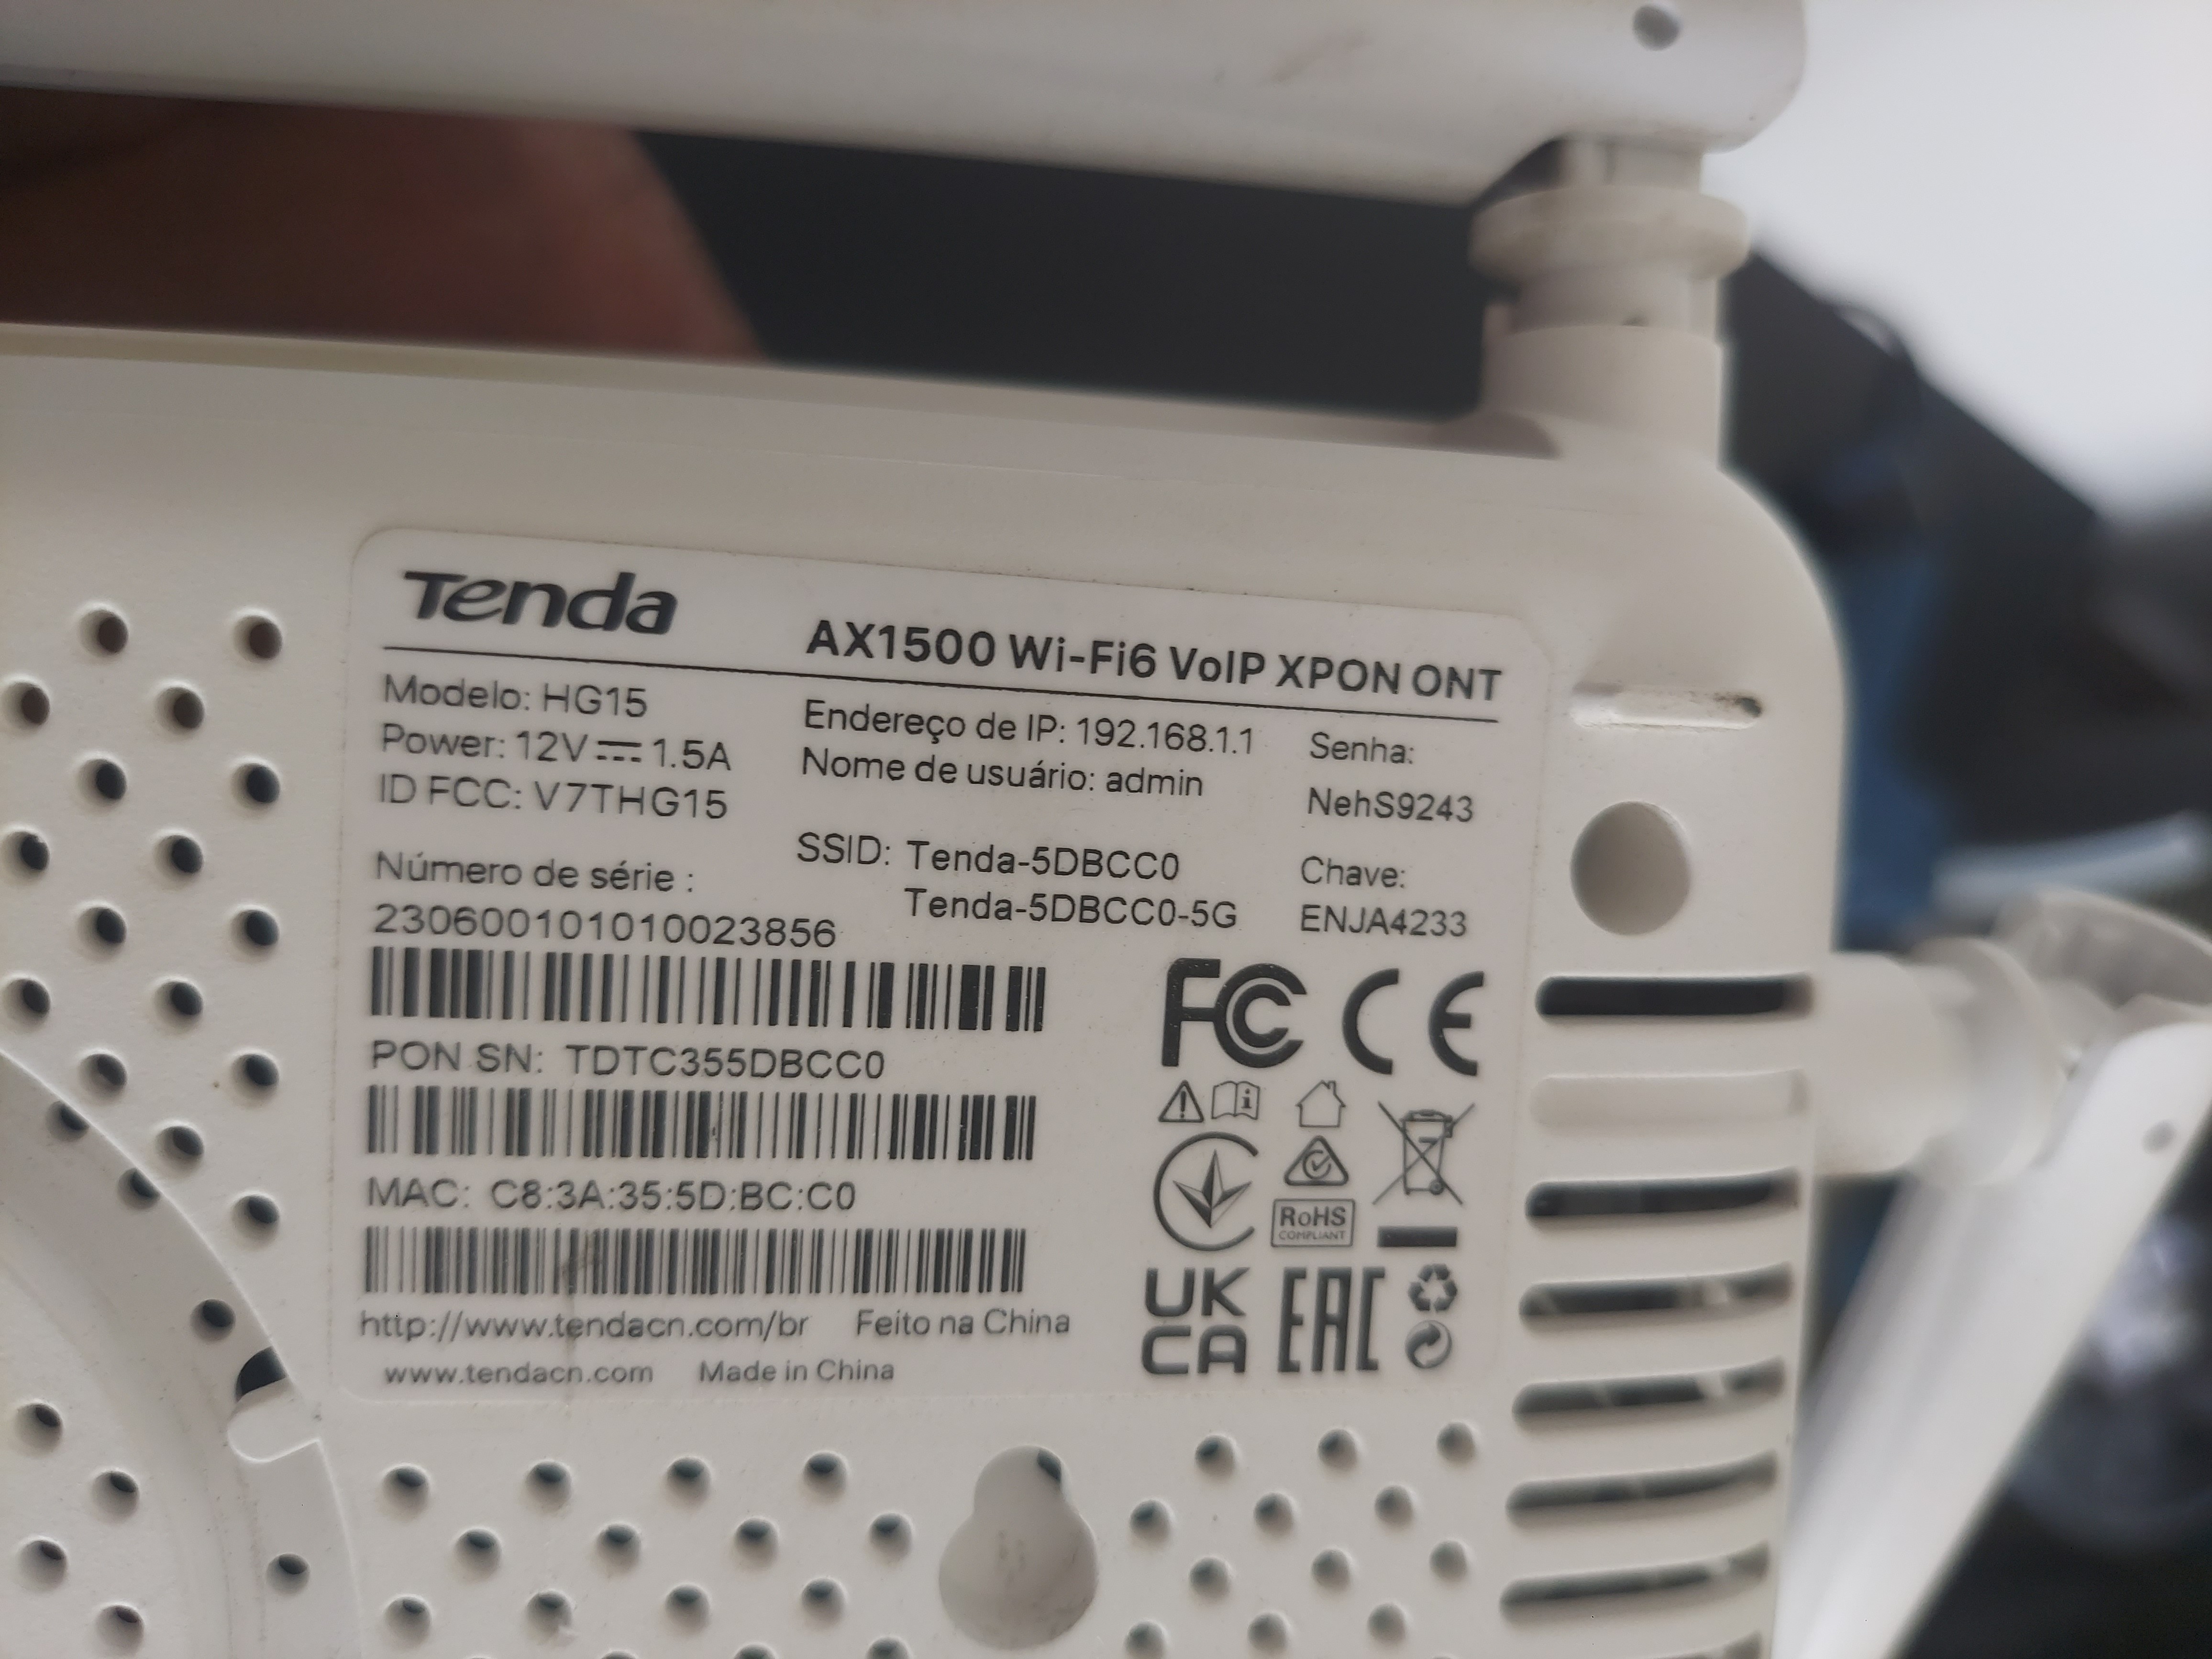 Tenda
AX1500 Wi-Fi6 VoIP XPON ONT
Modelo: HG15
Power: 12V⎓1.5A
ID FCC: V7THG15
Endereço de IP: 192.168.1.1
Nome de usuário: admin
Senha:
NehS9243
SSID: Tenda-5DBCC0
Tenda-5DBCC0-5G
Chave:
ENJA4233
Número de série :
230600101010023856
PON SN: TDTC355DBCC0
MAC: C8:3A:35:5D:BC:C0
http://www.tendacn.com/br Feito na China
www.tendacn.com Made in China
FC CE
RoHS
COMPLIANT
UK
CA
EAC